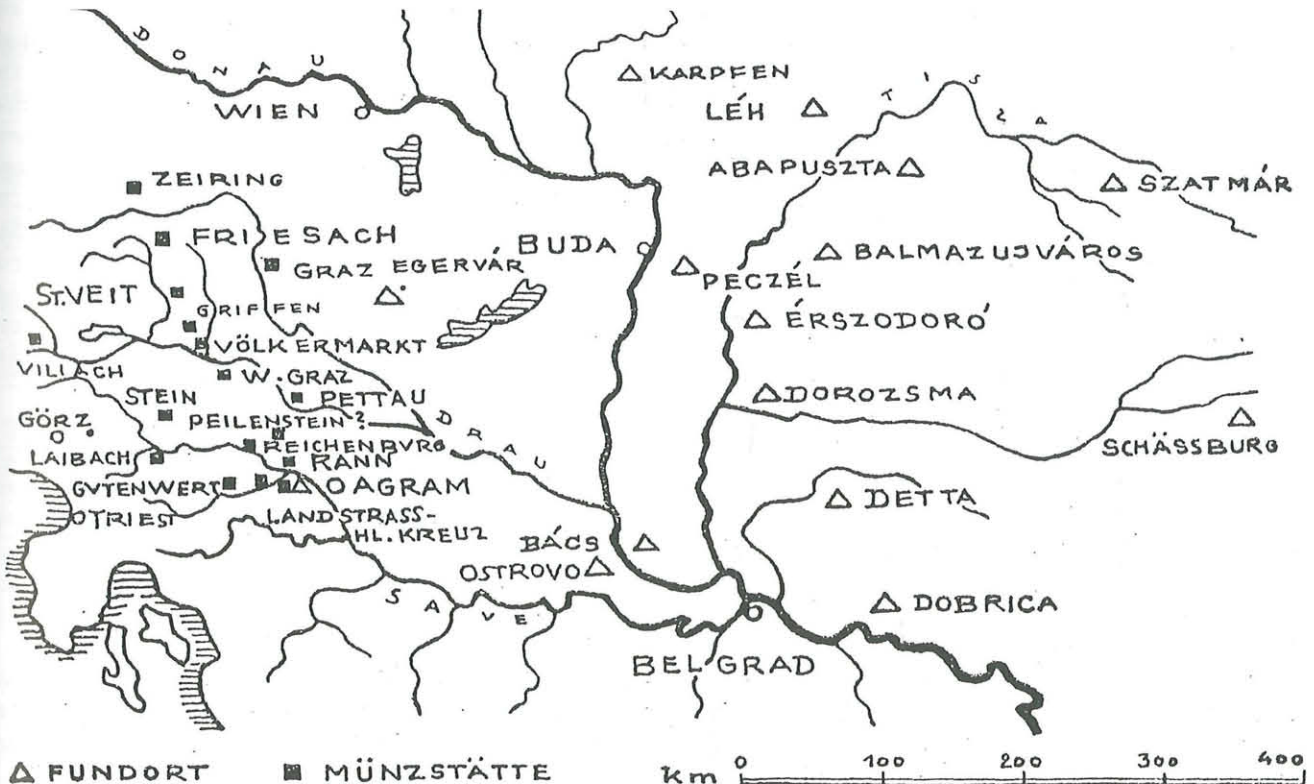 DONAU
WIEN
KARPFEN
LÉH
TISZA
ABAPUSZTA
SZATMÁR
ZEIRING
FRIESACH
BUDA
BALMAZUJVÁROS
GRAZ EGERVÁR
PECZÉL
ST.VEIT
GRIFFEN
ÉRSZODORÓ
VÖLKERMARKT
VILLACH
W.GRAZ
STEIN
PETTAU
DOROZSMA
GÖRZ
PEILENSTEIN?
DRAU
REICHENBVRG
SCHÄSSBURG
LAIBACH
RANN
GVTENWERT
AGRAM
DETTA
TRIEST
LANDSTRASS-
HL.KREUZ
BÁCS
OSTROVO
SAVE
DOBRICA
BELGRAD
FUNDORT
MÜNZSTÄTTE
km 0 100 200 300 400